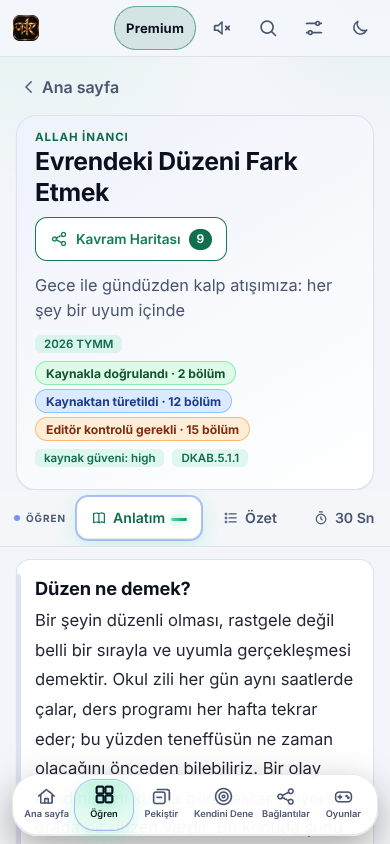 Premium
Ana sayfa
ALLAH İNANCI
Evrendeki Düzeni Fark
Etmek
Kavram Haritası 9
Gece ile gündüzden kalp atışımıza: her
şey bir uyum içinde
2026 TYMM
Kaynakla doğrulandı · 2 bölüm
Kaynaktan türetildi · 12 bölüm
Editör kontrolü gerekli · 15 bölüm
kaynak güveni: high DKAB.5.1.1
ÖĞREN Anlatım Özet 30 Sn
Düzen ne demek?
Bir şeyin düzenli olması, rastgele değil
belli bir sırayla ve uyumla gerçekleşmesi
demektir. Okul zili her gün aynı saatlerde
çalar, ders programı her hafta tekrar
eder; bu yüzden teneffüsün ne zaman
olacağını önceden bilebiliriz. Bir olay
Ana sayfa Öğren Pekiştir Kendini Dene Bağlantılar Oyunlar